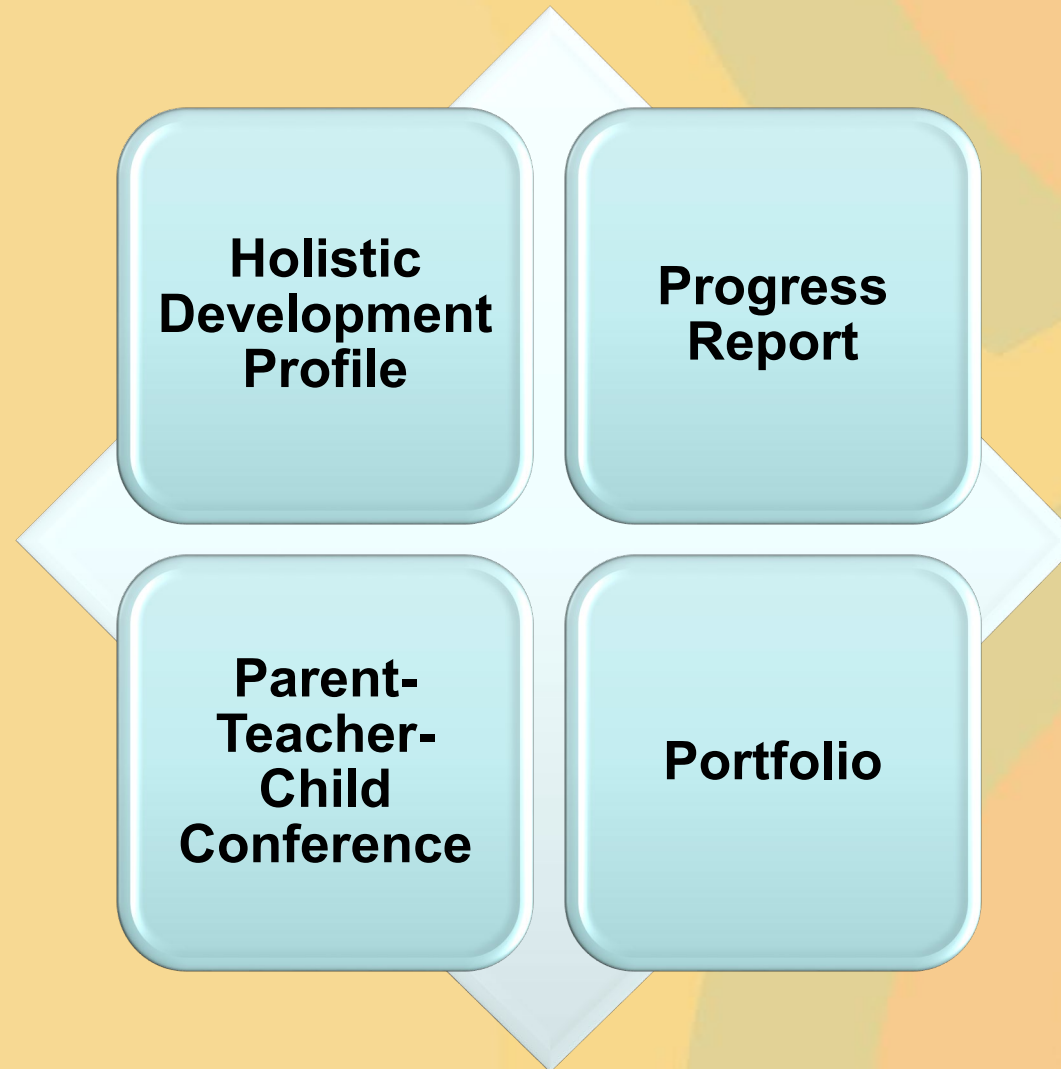 Holistic
Development
Profile
Progress
Report
Parent-
Teacher-
Child
Conference
Portfolio